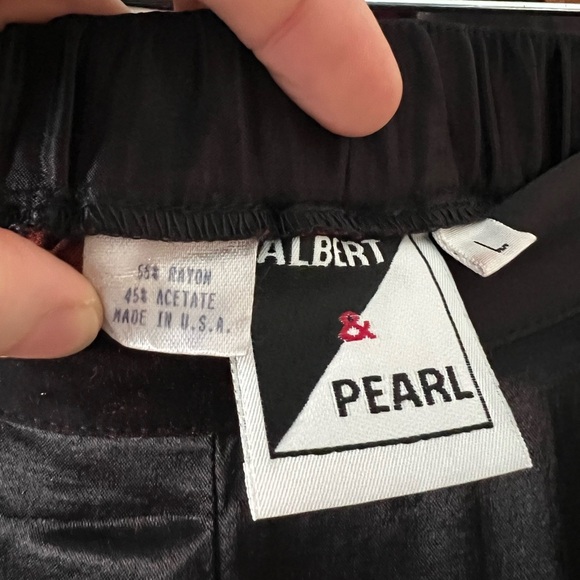 55% RAYON
45% ACETATE
MADE IN U.S.A.
ALBERT
&
PEARL
L